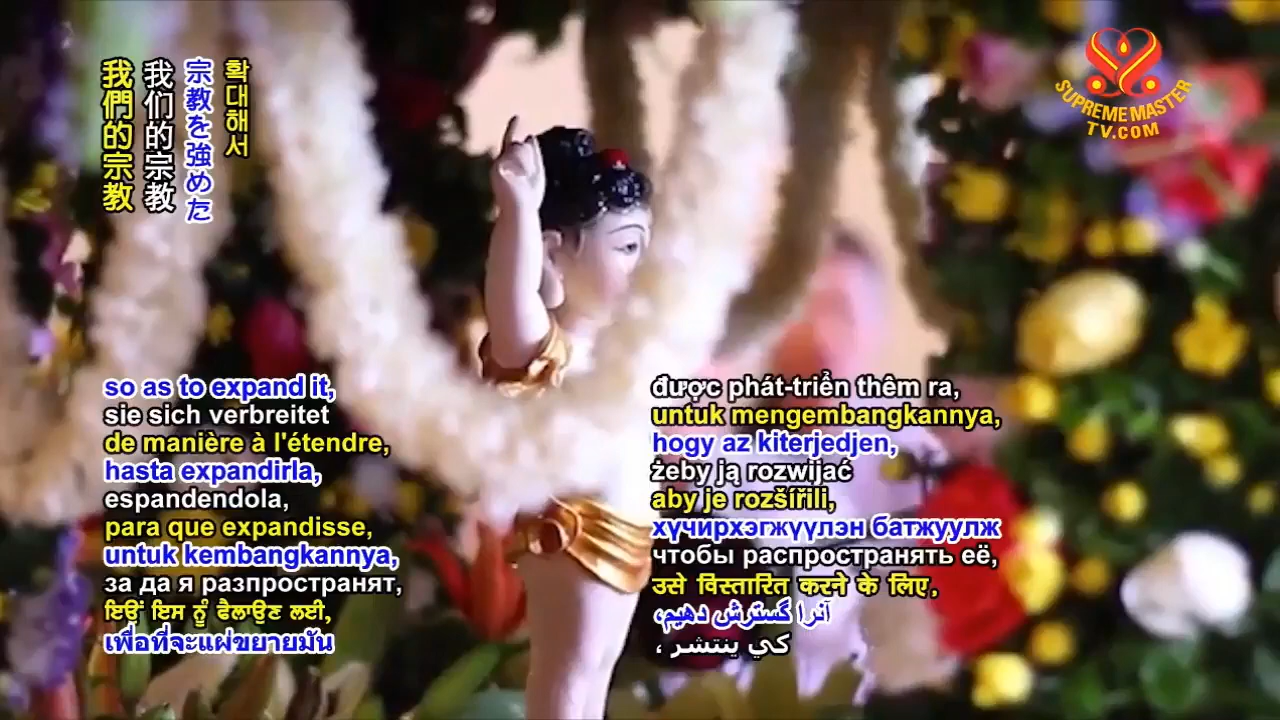 我們的宗教
我们的宗教
宗教を強めた
확대해서
SUPREME MASTER
TV.COM
so as to expand it,
sie sich verbreitet
de manière à l'étendre,
hasta expandirla,
espandendola,
para que expandisse,
untuk kembangkannya,
за да я разпространят,
ਇਉਂ ਇਸ ਨੂੰ ਫੈਲਾਉਣ ਲਈ,
เพื่อที่จะแผ่ขยายมัน
được phát-triển thêm ra,
untuk mengembangkannya,
hogy az kiterjedjen,
żeby ją rozwijać
aby je rozšířili,
хүчирхэгжүүлэн батжуулж
чтобы распространять её,
उसे विस्तारित करने के लिए,
آنرا گسترش دهیم،
كي ينتشر ،